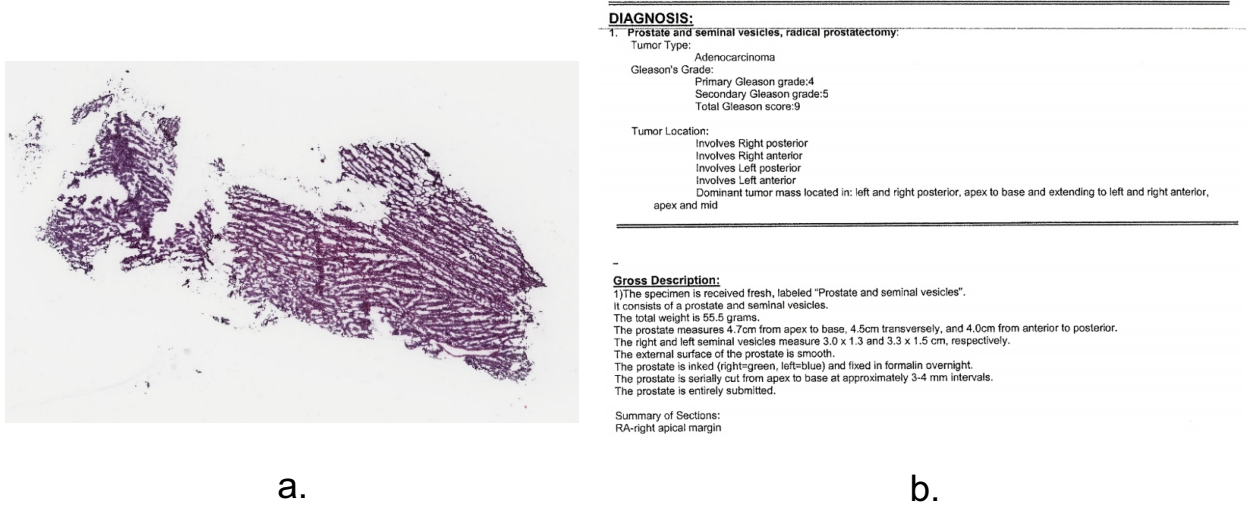 DIAGNOSIS:
1. Prostate and seminal vesicles, radical prostatectomy:
Tumor Type:
Adenocarcinoma
Gleason's Grade:
Primary Gleason grade:4
Secondary Gleason grade:5
Total Gleason score:9
Tumor Location:
Involves Right posterior
Involves Right anterior
Involves Left posterior
Involves Left anterior
Dominant tumor mass located in: left and right posterior, apex to base and extending to left and right anterior,
apex and mid
Gross Description:
1)The specimen is received fresh, labeled "Prostate and seminal vesicles".
It consists of a prostate and seminal vesicles.
The total weight is 55.5 grams.
The prostate measures 4.7cm from apex to base, 4.5cm transversely, and 4.0cm from anterior to posterior.
The right and left seminal vesicles measure 3.0 x 1.3 and 3.3 x 1.5 cm, respectively.
The external surface of the prostate is smooth.
The prostate is inked (right=green, left=blue) and fixed in formalin overnight.
The prostate is serially cut from apex to base at approximately 3-4 mm intervals.
The prostate is entirely submitted.
Summary of Sections:
RA-right apical margin
a.
b.